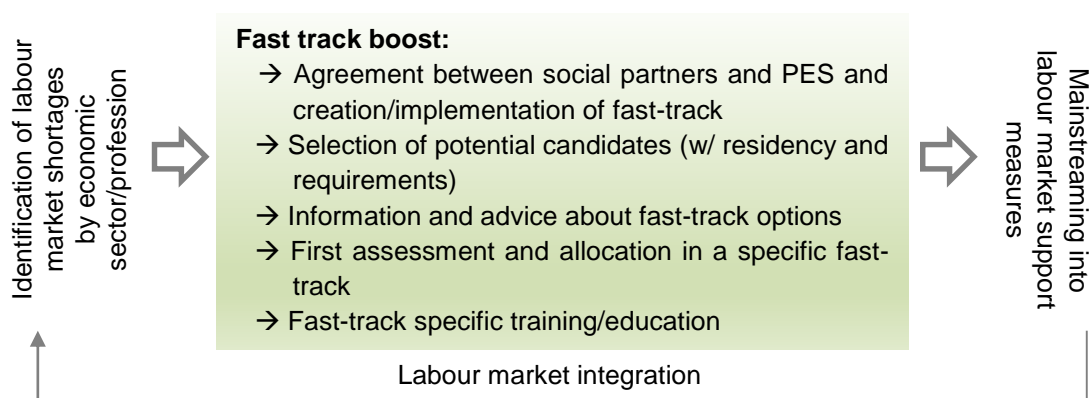 Identification of labour
market shortages
by economic
sector/profession
Fast track boost:
→ Agreement between social partners and PES and
creation/implementation of fast-track
→ Selection of potential candidates (w/ residency and
requirements)
→ Information and advice about fast-track options
→ First assessment and allocation in a specific fast-
track
→ Fast-track specific training/education
Mainstreaming into
labour market support
measures
Labour market integration